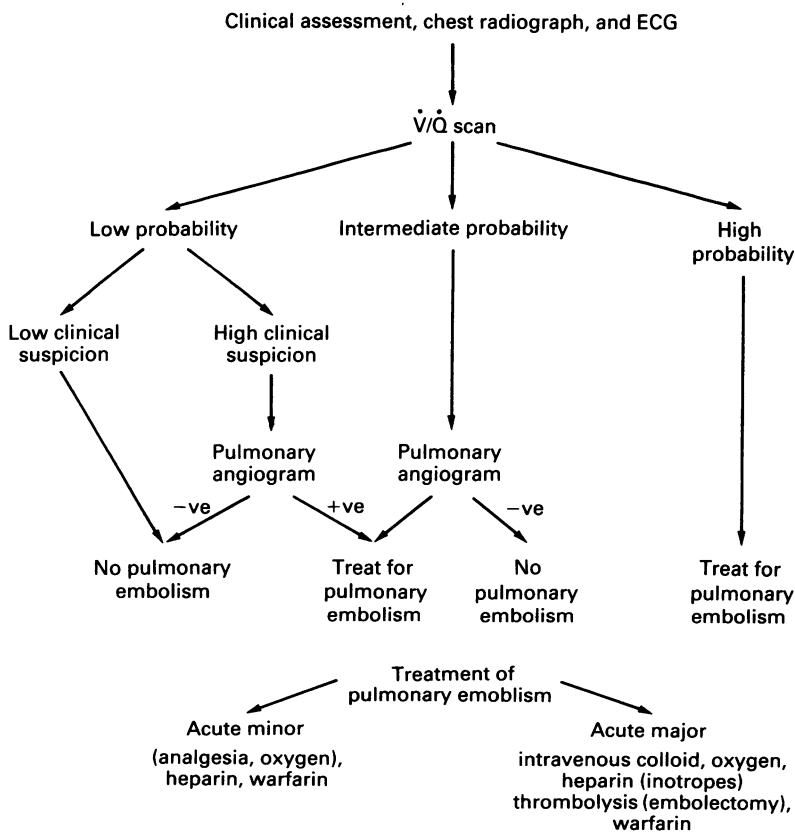 Clinical assessment, chest radiograph, and ECG
V̇/Q̇ scan
Low probability
Intermediate probability
High
probability
Low clinical
suspicion
High clinical
suspicion
Pulmonary
angiogram
Pulmonary
angiogram
−ve
+ve
−ve
No pulmonary
embolism
Treat for
pulmonary
embolism
No
pulmonary
embolism
Treat for
pulmonary
embolism
Treatment of
pulmonary emoblism
Acute minor
(analgesia, oxygen),
heparin, warfarin
Acute major
intravenous colloid, oxygen,
heparin (inotropes)
thrombolysis (embolectomy),
warfarin